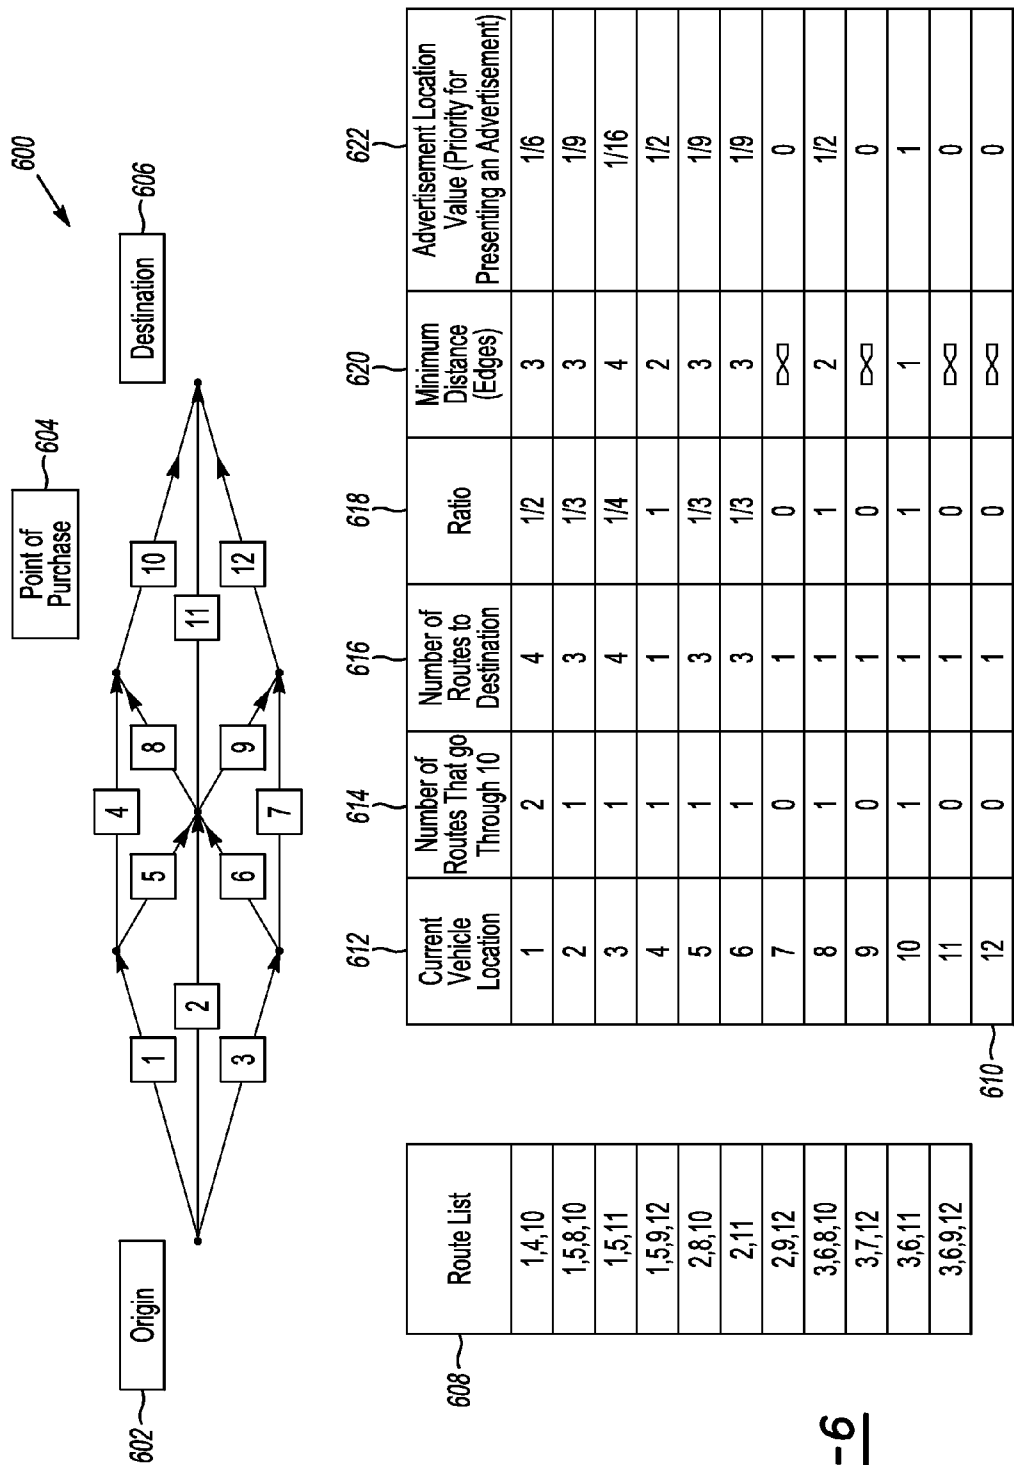 600
602
Origin
Point of
Purchase
604
Destination
606
1
2
3
4
5
6
7
8
9
10
11
12
608
Route List
1,4,10
1,5,8,10
1,5,11
1,5,9,12
2,8,10
2,11
2,9,12
3,6,8,10
3,7,12
3,6,11
3,6,9,12
612 614 616 618 620 622
Current
Vehicle
Location
Number of
Routes That go
Through 10
Number of
Routes to
Destination
Ratio
Minimum
Distance
(Edges)
Advertisement Location
Value (Priority for
Presenting an Advertisement)
1 2 4 1/2 3 1/6
2 1 3 1/3 3 1/9
3 1 4 1/4 4 1/16
4 1 1 1 2 1/2
5 1 3 1/3 3 1/9
6 1 3 1/3 3 1/9
7 0 1 0 ∞ 0
8 1 1 1 2 1/2
9 0 1 0 ∞ 0
10 1 1 1 1 1
11 0 1 0 ∞ 0
12 0 1 0 ∞ 0
610